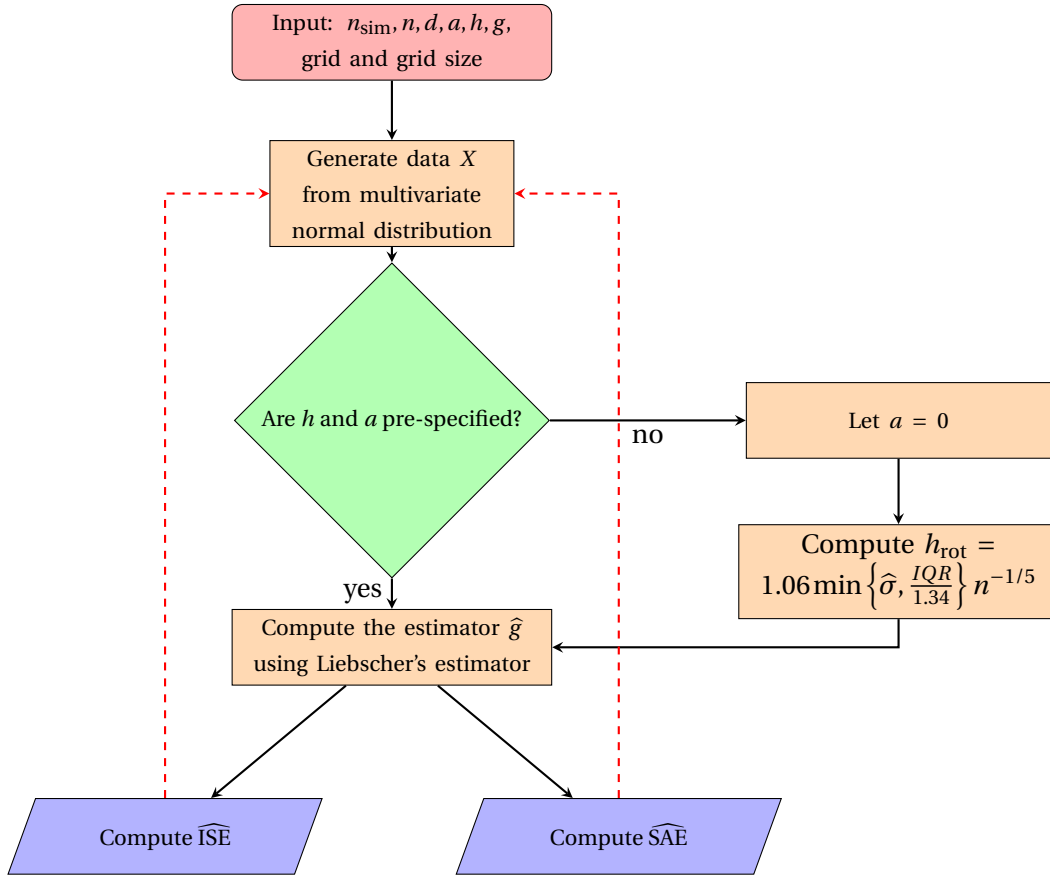 Input: n_sim, n, d, a, h, g,
grid and grid size
Generate data X
from multivariate
normal distribution
Are h and a pre-specified?
no
Let a = 0
Compute h_rot =
1.06 min {σ̂, IQR/1.34} n^{-1/5}
yes
Compute the estimator ĝ
using Liebscher's estimator
Compute \widehat{ISE}
Compute \widehat{SAE}